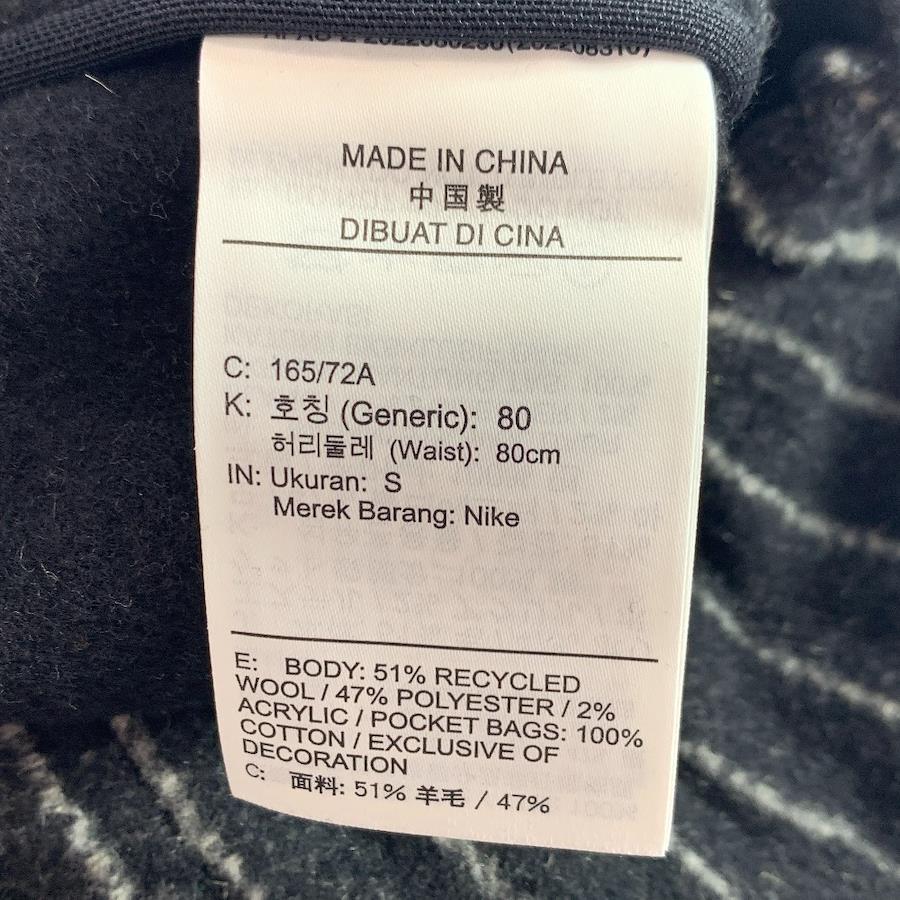 MADE IN CHINA
中国製
DIBUAT DI CINA
C: 165/72A
K: 호칭 (Generic): 80
허리둘레 (Waist): 80cm
IN: Ukuran: S
Merek Barang: Nike
E: BODY: 51% RECYCLED
WOOL / 47% POLYESTER / 2%
ACRYLIC / POCKET BAGS: 100%
COTTON / EXCLUSIVE OF
DECORATION
C: 面料: 51% 羊毛 / 47%